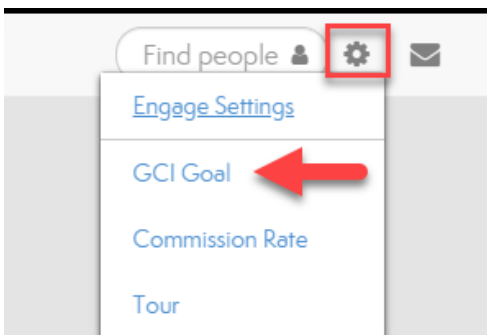 Find people
Engage Settings
GCI Goal
Commission Rate
Tour